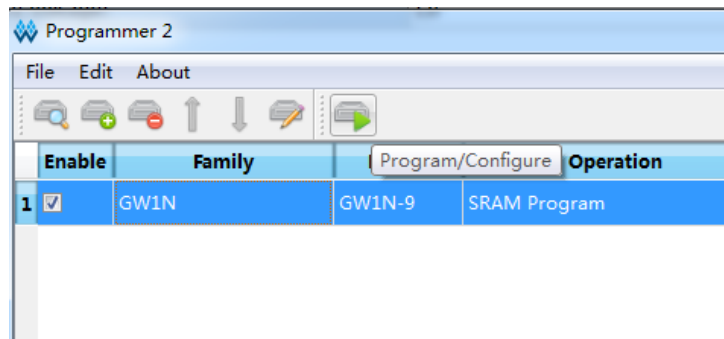 Programmer 2
File Edit About
Enable Family Program/Configure Operation
1 GW1N GW1N-9 SRAM Program